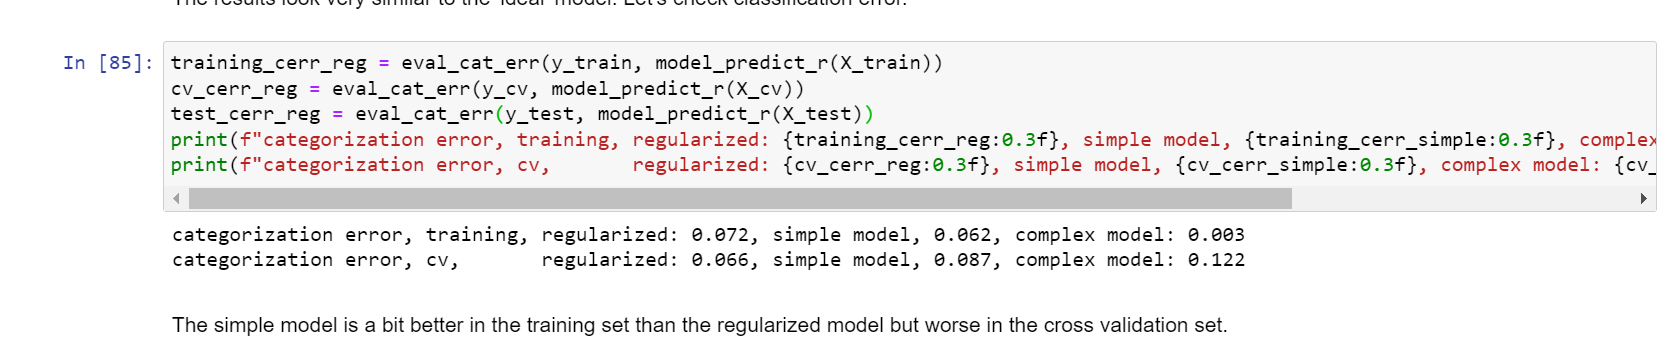 The results look very similar to the 'ideal' model. Let's check classification error.
In [85]:
training_cerr_reg = eval_cat_err(y_train, model_predict_r(X_train))
cv_cerr_reg = eval_cat_err(y_cv, model_predict_r(X_cv))
test_cerr_reg = eval_cat_err(y_test, model_predict_r(X_test))
print(f"categorization error, training, regularized: {training_cerr_reg:0.3f}, simple model, {training_cerr_simple:0.3f}, complex
print(f"categorization error, cv,       regularized: {cv_cerr_reg:0.3f}, simple model, {cv_cerr_simple:0.3f}, complex model: {cv_
categorization error, training, regularized: 0.072, simple model, 0.062, complex model: 0.003
categorization error, cv,       regularized: 0.066, simple model, 0.087, complex model: 0.122
The simple model is a bit better in the training set than the regularized model but worse in the cross validation set.